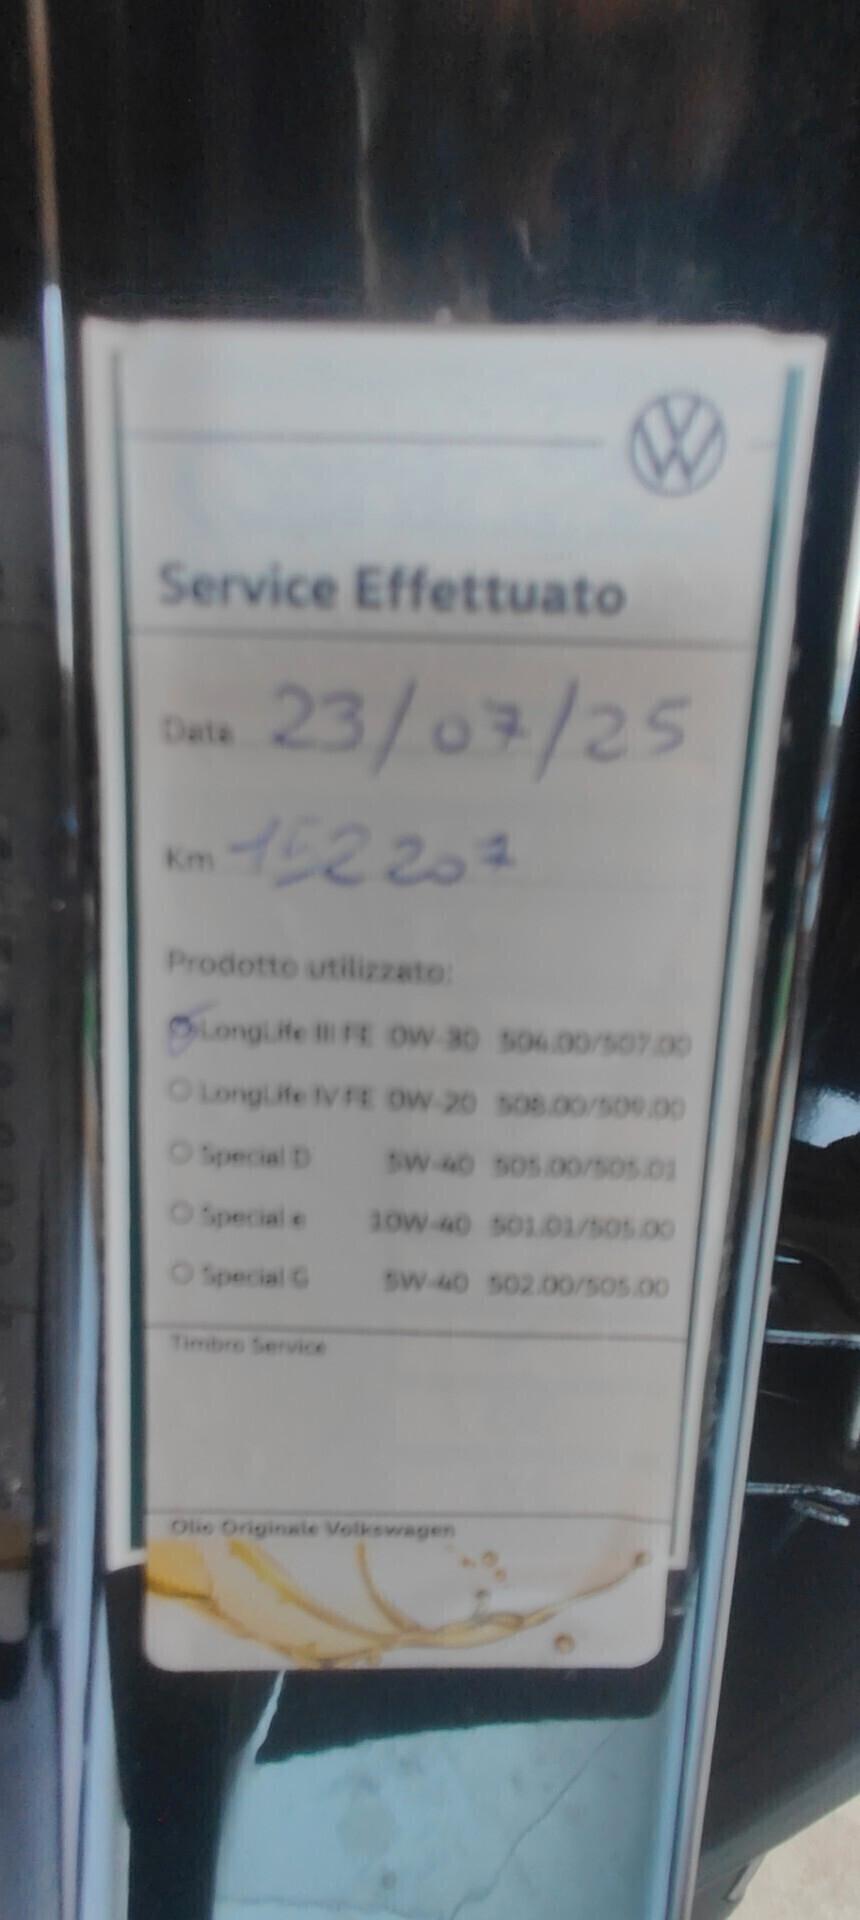 Service Effettuato
Data 23/07/25
Km 152207
Prodotto utilizzato:
LongLife III FE 0W-30 504.00/507.00
LongLife IV FE 0W-20 508.00/509.00
Special D 5W-40 505.00/505.01
Special e 10W-40 501.01/505.00
Special G 5W-40 502.00/505.00
Timbro Service
Olio Originale Volkswagen